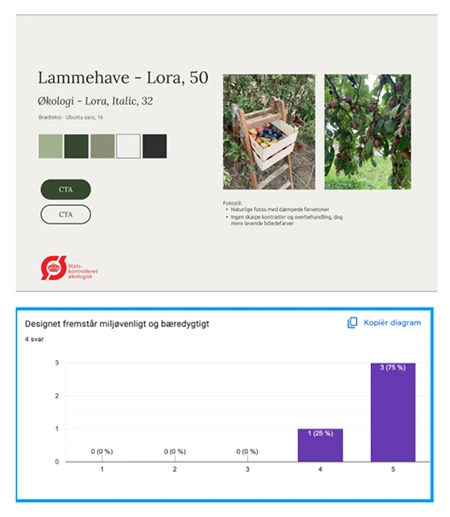 Lammehave - Lora, 50
Økologi - Lora, Italic, 32
Brødtekst - Ubuntu sans, 16
CTA
CTA
Fotostil:
• Naturlige fotos med dæmpede farvetoner
• Ingen skarpe kontraster og overbehandling, dog
mere levende billedefarver
Ø
Stats-
kontrolleret
økologisk
Designet fremstår miljøvenligt og bæredygtigt
Kopiér diagram
4 svar
3
2
1
0
0 (0 %)
0 (0 %)
0 (0 %)
1 (25 %)
3 (75 %)
1
2
3
4
5